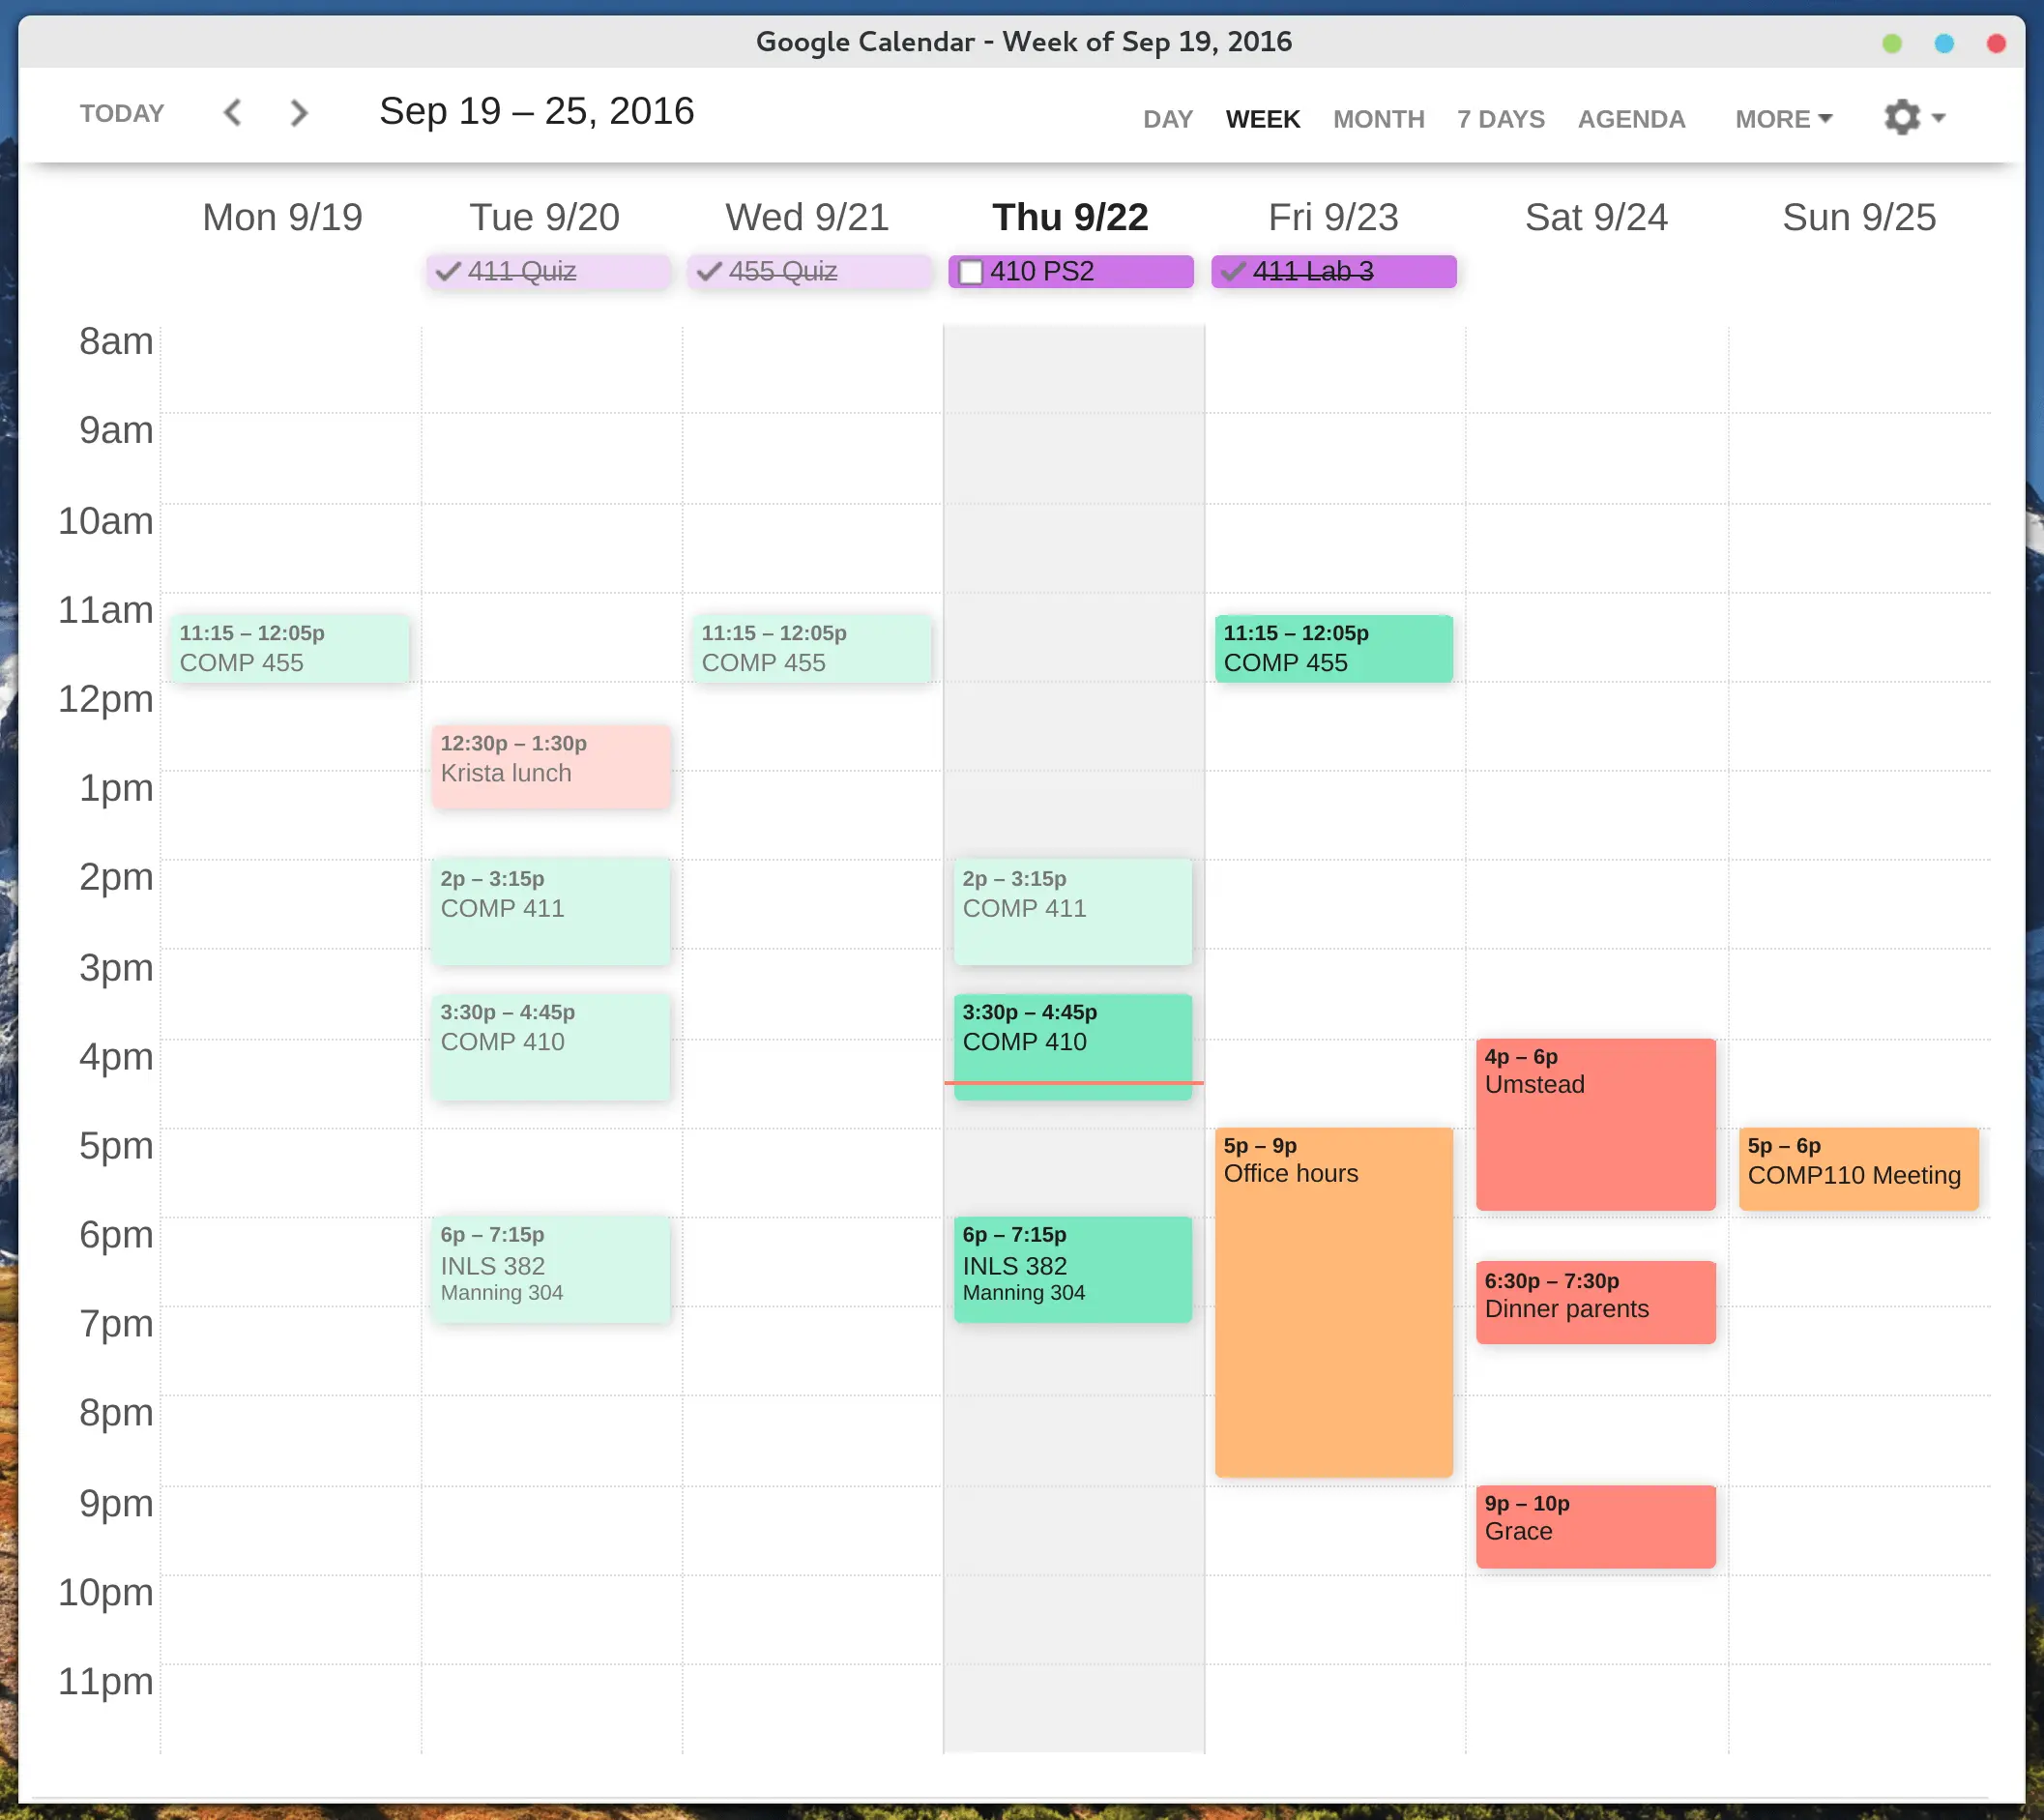 Google Calendar - Week of Sep 19, 2016
TODAY
Sep 19 – 25, 2016
DAY WEEK MONTH 7 DAYS AGENDA MORE
Mon 9/19 Tue 9/20 Wed 9/21 Thu 9/22 Fri 9/23 Sat 9/24 Sun 9/25
411 Quiz 455 Quiz 410 PS2 411 Lab 3
8am
9am
10am
11am
11:15 – 12:05p
COMP 455
11:15 – 12:05p
COMP 455
11:15 – 12:05p
COMP 455
12pm
12:30p – 1:30p
Krista lunch
1pm
2pm
2p – 3:15p
COMP 411
2p – 3:15p
COMP 411
3pm
3:30p – 4:45p
COMP 410
3:30p – 4:45p
COMP 410
4pm
4p – 6p
Umstead
5pm
5p – 9p
Office hours
5p – 6p
COMP110 Meeting
6pm
6p – 7:15p
INLS 382
Manning 304
6p – 7:15p
INLS 382
Manning 304
6:30p – 7:30p
Dinner parents
7pm
8pm
9pm
9p – 10p
Grace
10pm
11pm